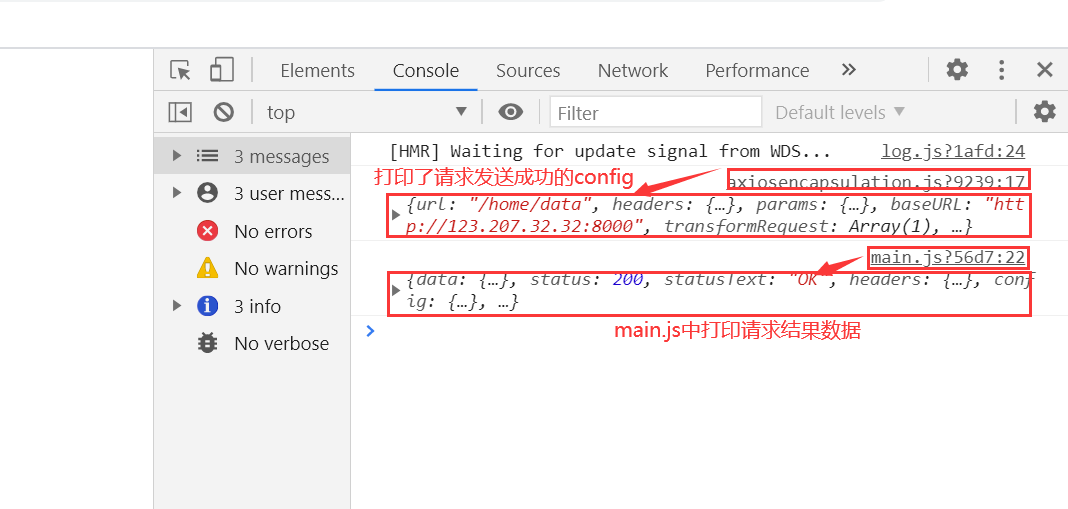 Elements Console Sources Network Performance »
top Filter Default levels
3 messages
3 user mess...
No errors
No warnings
3 info
No verbose
[HMR] Waiting for update signal from WDS... log.js?1afd:24
打印了请求发送成功的config
axiosencapsulation.js?9239:17
{url: "/home/data", headers: {…}, params: {…}, baseURL: "htt
p://123.207.32.32:8000", transformRequest: Array(1), …}
main.js?56d7:22
{data: {…}, status: 200, statusText: "OK", headers: {…}, conf
ig: {…}, …}
main.js中打印请求结果数据